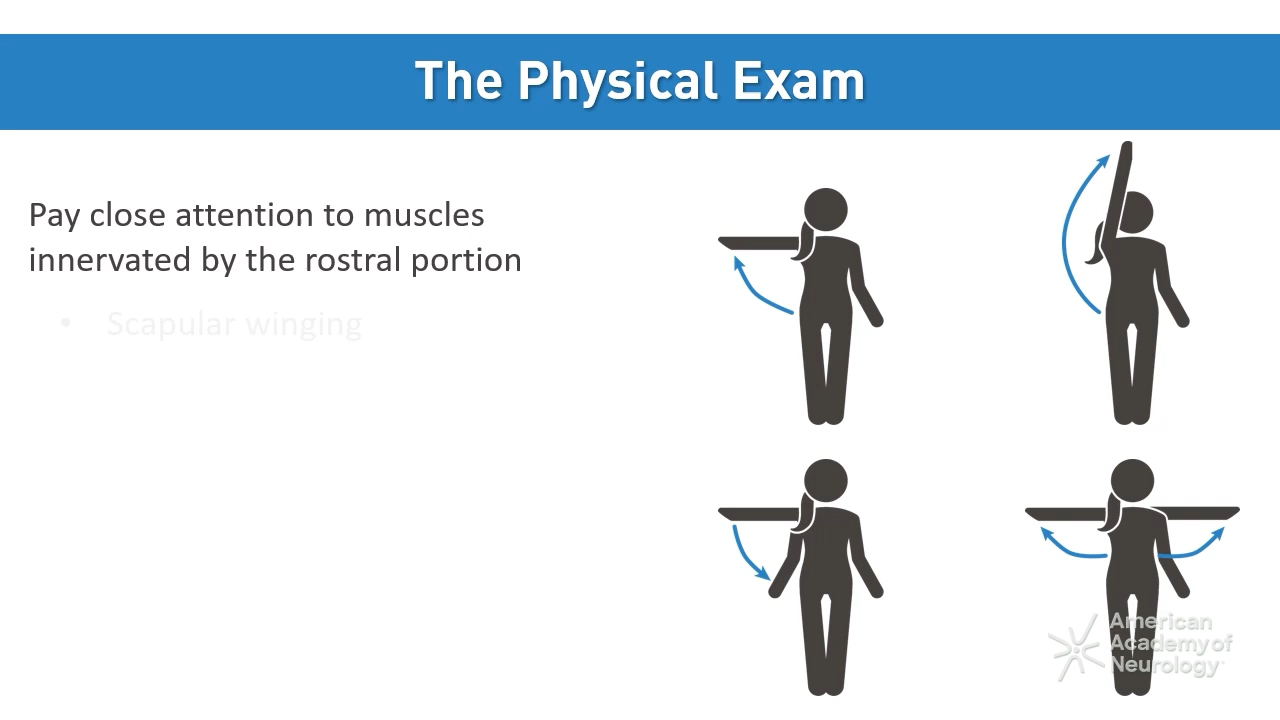 The Physical Exam
Pay close attention to muscles
innervated by the rostral portion
• Scapular winging
American
Academy of
Neurology